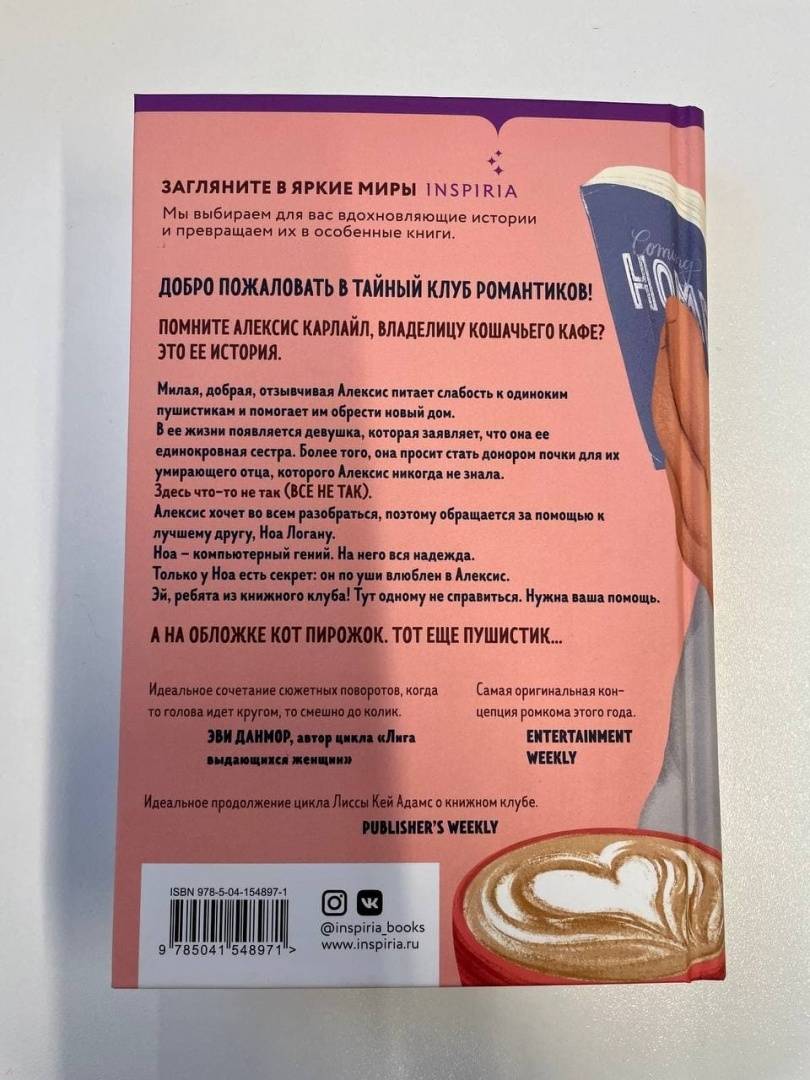 ЗАГЛЯНИТЕ В ЯРКИЕ МИРЫ INSPIRIA
Мы выбираем для вас вдохновляющие истории
и превращаем их в особенные книги.
Coming
HOM
ДОБРО ПОЖАЛОВАТЬ В ТАЙНЫЙ КЛУБ РОМАНТИКОВ!
ПОМНИТЕ АЛЕКСИС КАРЛАЙЛ, ВЛАДЕЛИЦУ КОШАЧЬЕГО КАФЕ?
ЭТО ЕЕ ИСТОРИЯ.
Милая, добрая, отзывчивая Алексис питает слабость к одиноким
пушистикам и помогает им обрести новый дом.
В ее жизни появляется девушка, которая заявляет, что она ее
единокровная сестра. Более того, она просит стать донором почки для их
умирающего отца, которого Алексис никогда не знала.
Здесь что-то не так (ВСЕ НЕ ТАК).
Алексис хочет во всем разобраться, поэтому обращается за помощью к
лучшему другу, Ноа Логану.
Ноа – компьютерный гений. На него вся надежда.
Только у Ноа есть секрет: он по уши влюблен в Алексис.
Эй, ребята из книжного клуба! Тут одному не справиться. Нужна ваша помощь.
А НА ОБЛОЖКЕ КОТ ПИРОЖОК. ТОТ ЕЩЕ ПУШИСТИК...
Идеальное сочетание сюжетных поворотов, когда
то голова идет кругом, то смешно до колик.
ЭВИ ДАНМОР, автор цикла «Лига
выдающихся женщин»
Самая оригинальная кон-
цепция ромкома этого года.
ENTERTAINMENT
WEEKLY
Идеальное продолжение цикла Лиссы Кей Адамс о книжном клубе.
PUBLISHER'S WEEKLY
ISBN 978-5-04-154897-1
9 785041 548971>
@inspiria_books
www.inspiria.ru